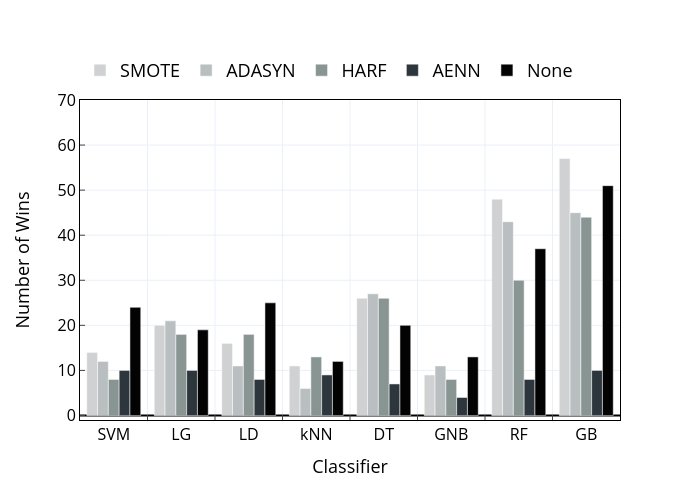 SMOTE ADASYN HARF AENN None
70
60
50
40
30
20
10
0
Number of Wins
SVM LG LD kNN DT GNB RF GB
Classifier